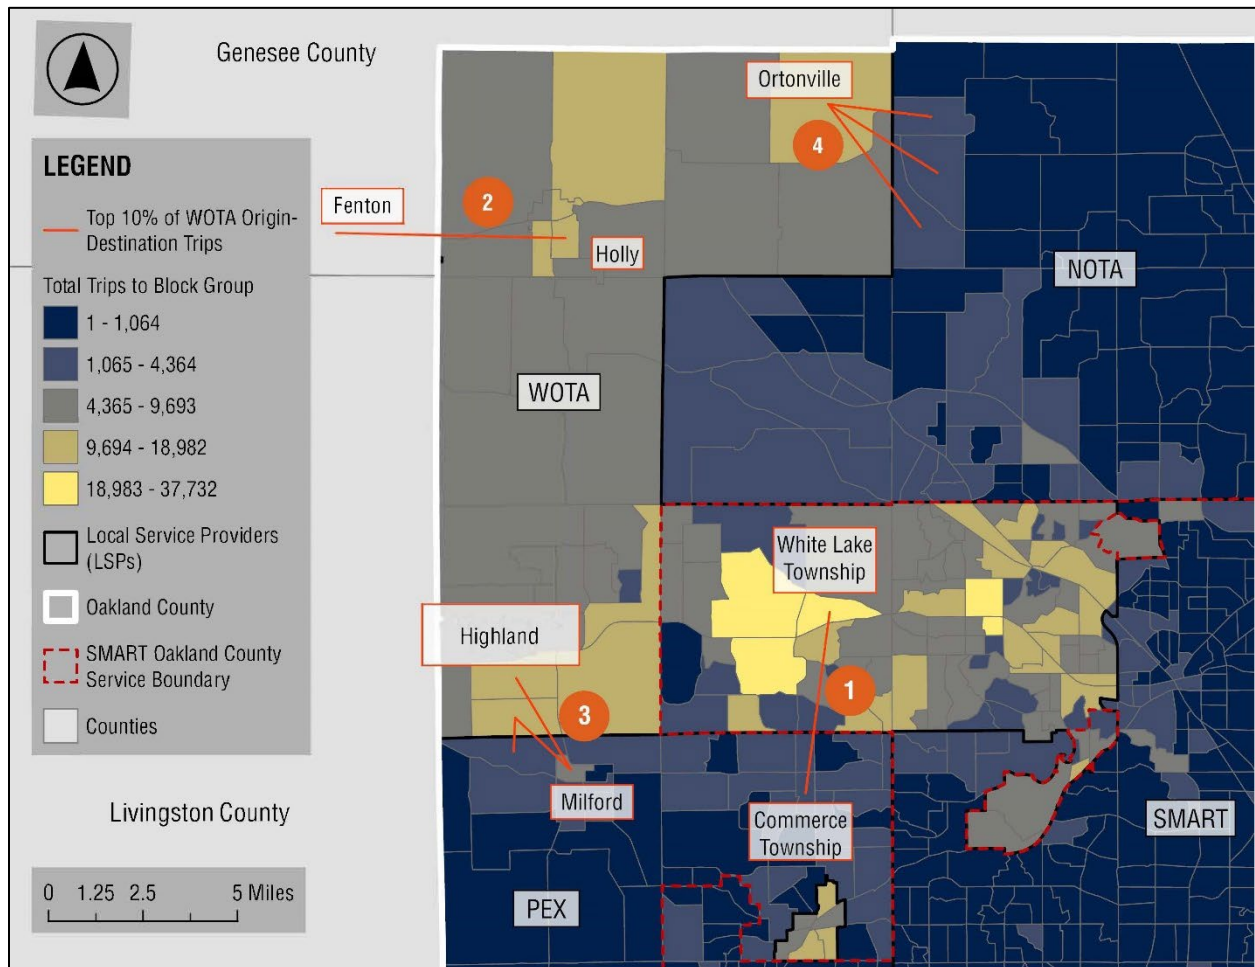 Genesee County
LEGEND
Top 10% of WOTA Origin-
Destination Trips
Total Trips to Block Group
1 - 1,064
1,065 - 4,364
4,365 - 9,693
9,694 - 18,982
18,983 - 37,732
Local Service Providers
(LSPs)
Oakland County
SMART Oakland County
Service Boundary
Counties
Livingston County
0 1.25 2.5 5 Miles
Ortonville
4
2
Fenton
Holly
NOTA
WOTA
White Lake
Township
Highland
1
3
Milford
Commerce
Township
SMART
PEX